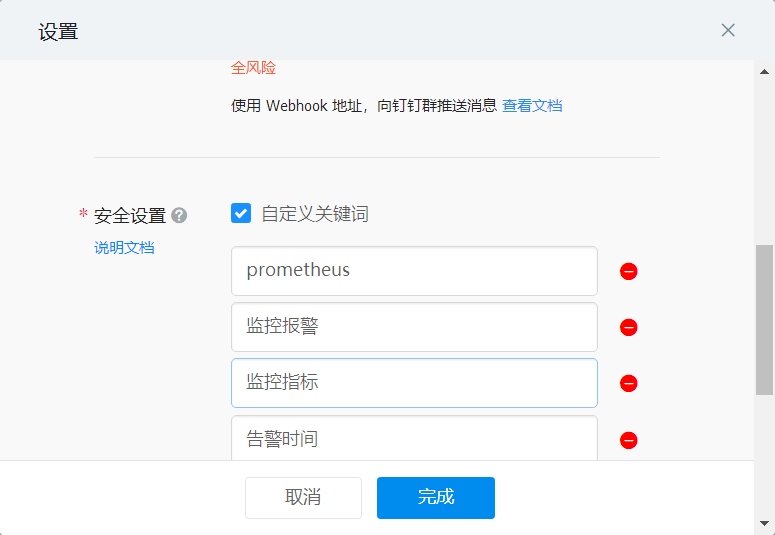 设置
全风险
使用 Webhook 地址，向钉钉群推送消息 查看文档
* 安全设置 ? 自定义关键词
说明文档
prometheus
监控报警
监控指标
告警时间
取消 完成